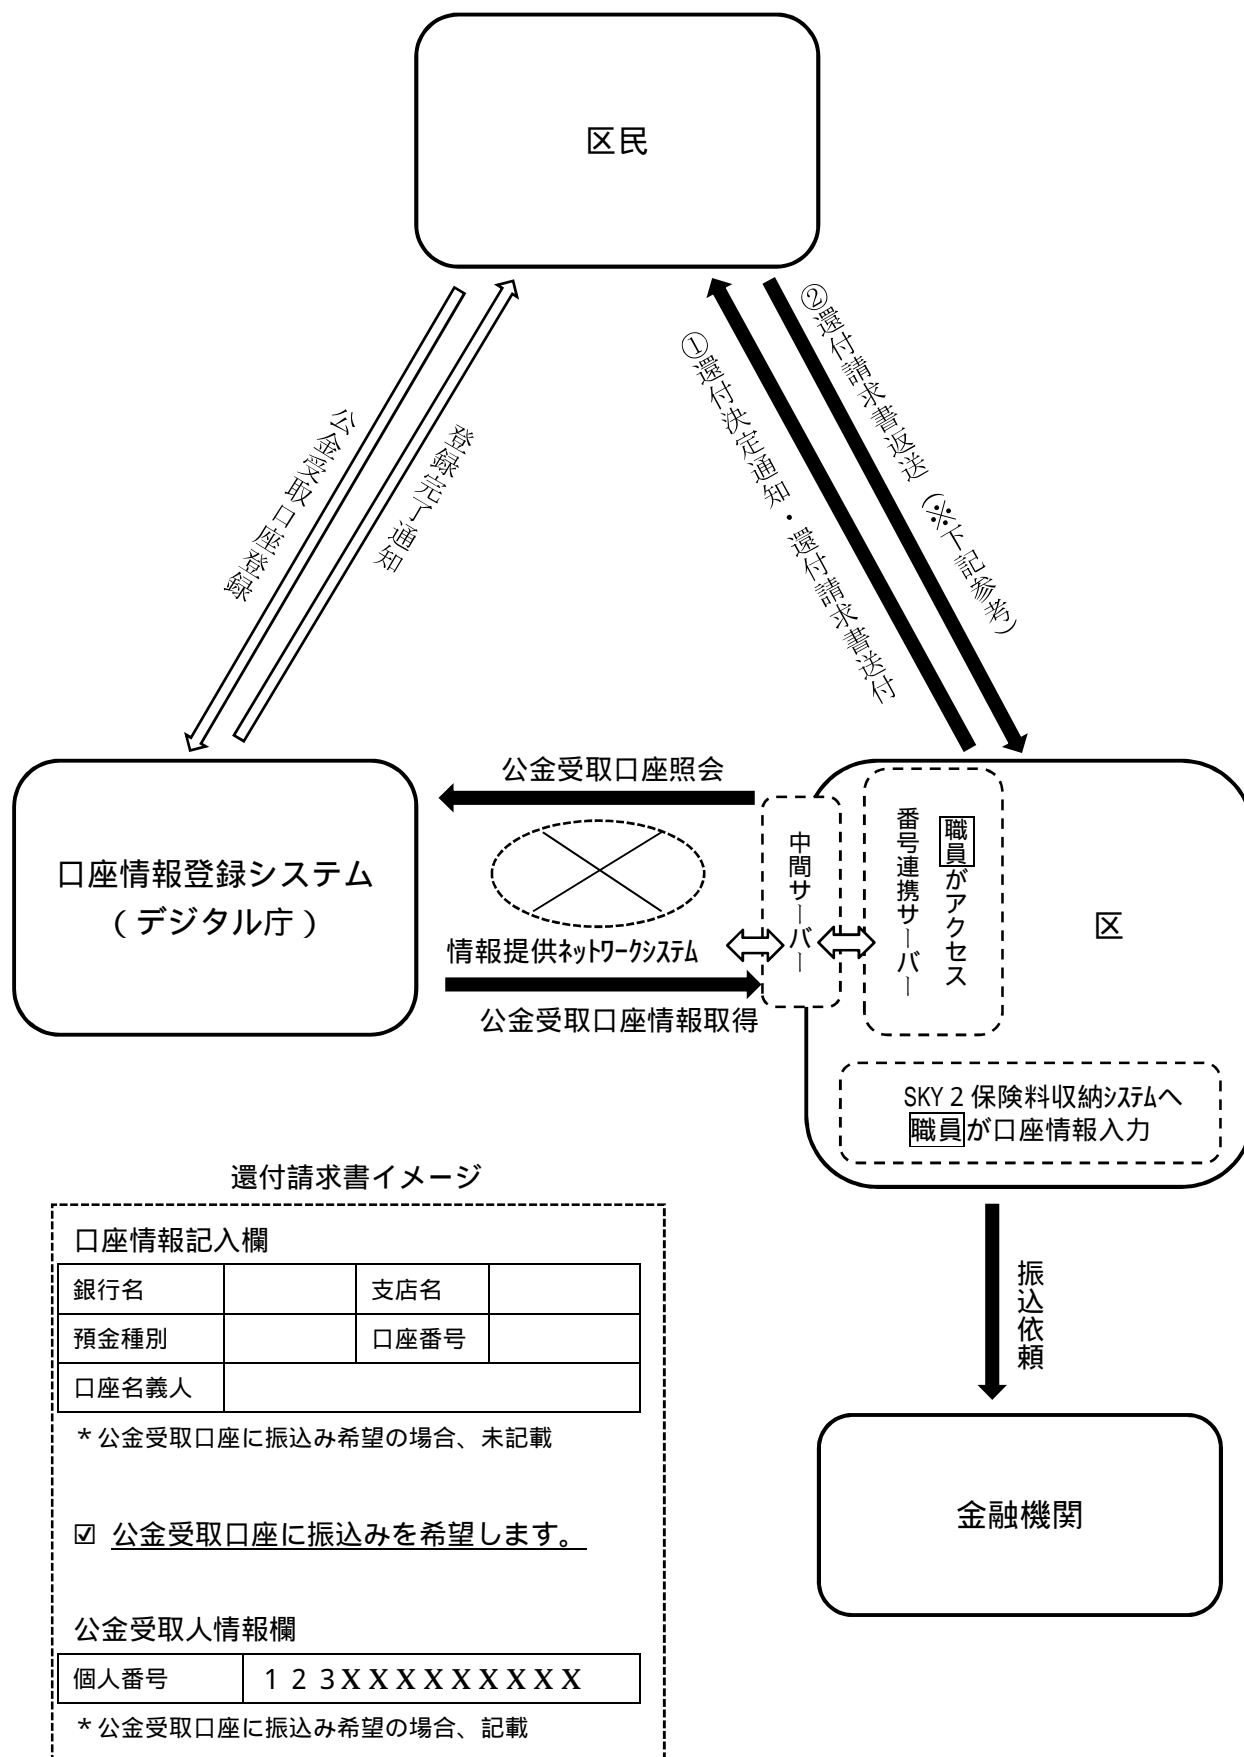 区民
公金受取口座登録
登録完了通知
①還付決定通知・還付請求書送付
②還付請求書返送（※下記参考）
公金受取口座照会
口座情報登録システム
（デジタル庁）
情報提供ネットワークシステム
公金受取口座情報取得
中間サーバー
番号連携サーバー
職員がアクセス
区
SKY２保険料収納システムへ
職員が口座情報入力
振込依頼
金融機関
還付請求書イメージ
口座情報記入欄
銀行名 支店名
預金種別 口座番号
口座名義人
＊公金受取口座に振込み希望の場合、未記載
☑ 公金受取口座に振込みを希望します。
公金受取人情報欄
個人番号 １２３XXXXXXXXX
＊公金受取口座に振込み希望の場合、記載